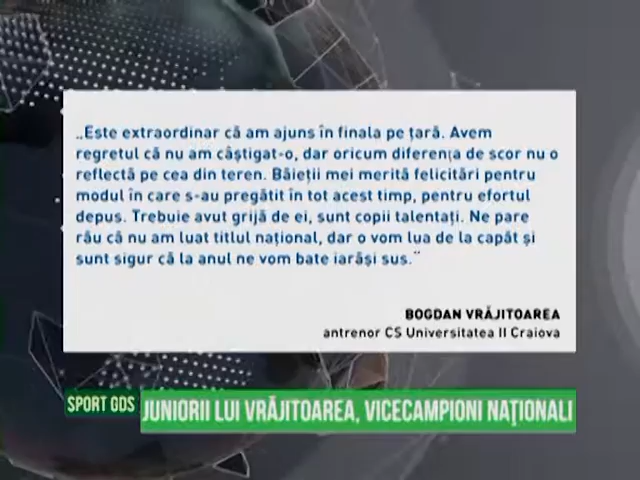 „Este extraordinar că am ajuns în finala pe țară. Avem
regretul că nu am câștigat-o, dar oricum diferența de scor nu o
reflectă pe cea din teren. Băieții mei merită felicitări pentru
modul în care s-au pregătit în tot acest timp, pentru efortul
depus. Trebuie avut grijă de ei, sunt copii talentați. Ne pare
rău că nu am luat titlul național, dar o vom lua de la capăt și
sunt sigur că la anul ne vom bate iarăși sus.”
BOGDAN VRĂJITOAREA
antrenor CS Universitatea II Craiova
SPORT GDS
JUNIORII LUI VRĂJITOAREA, VICECAMPIONI NAȚIONALI